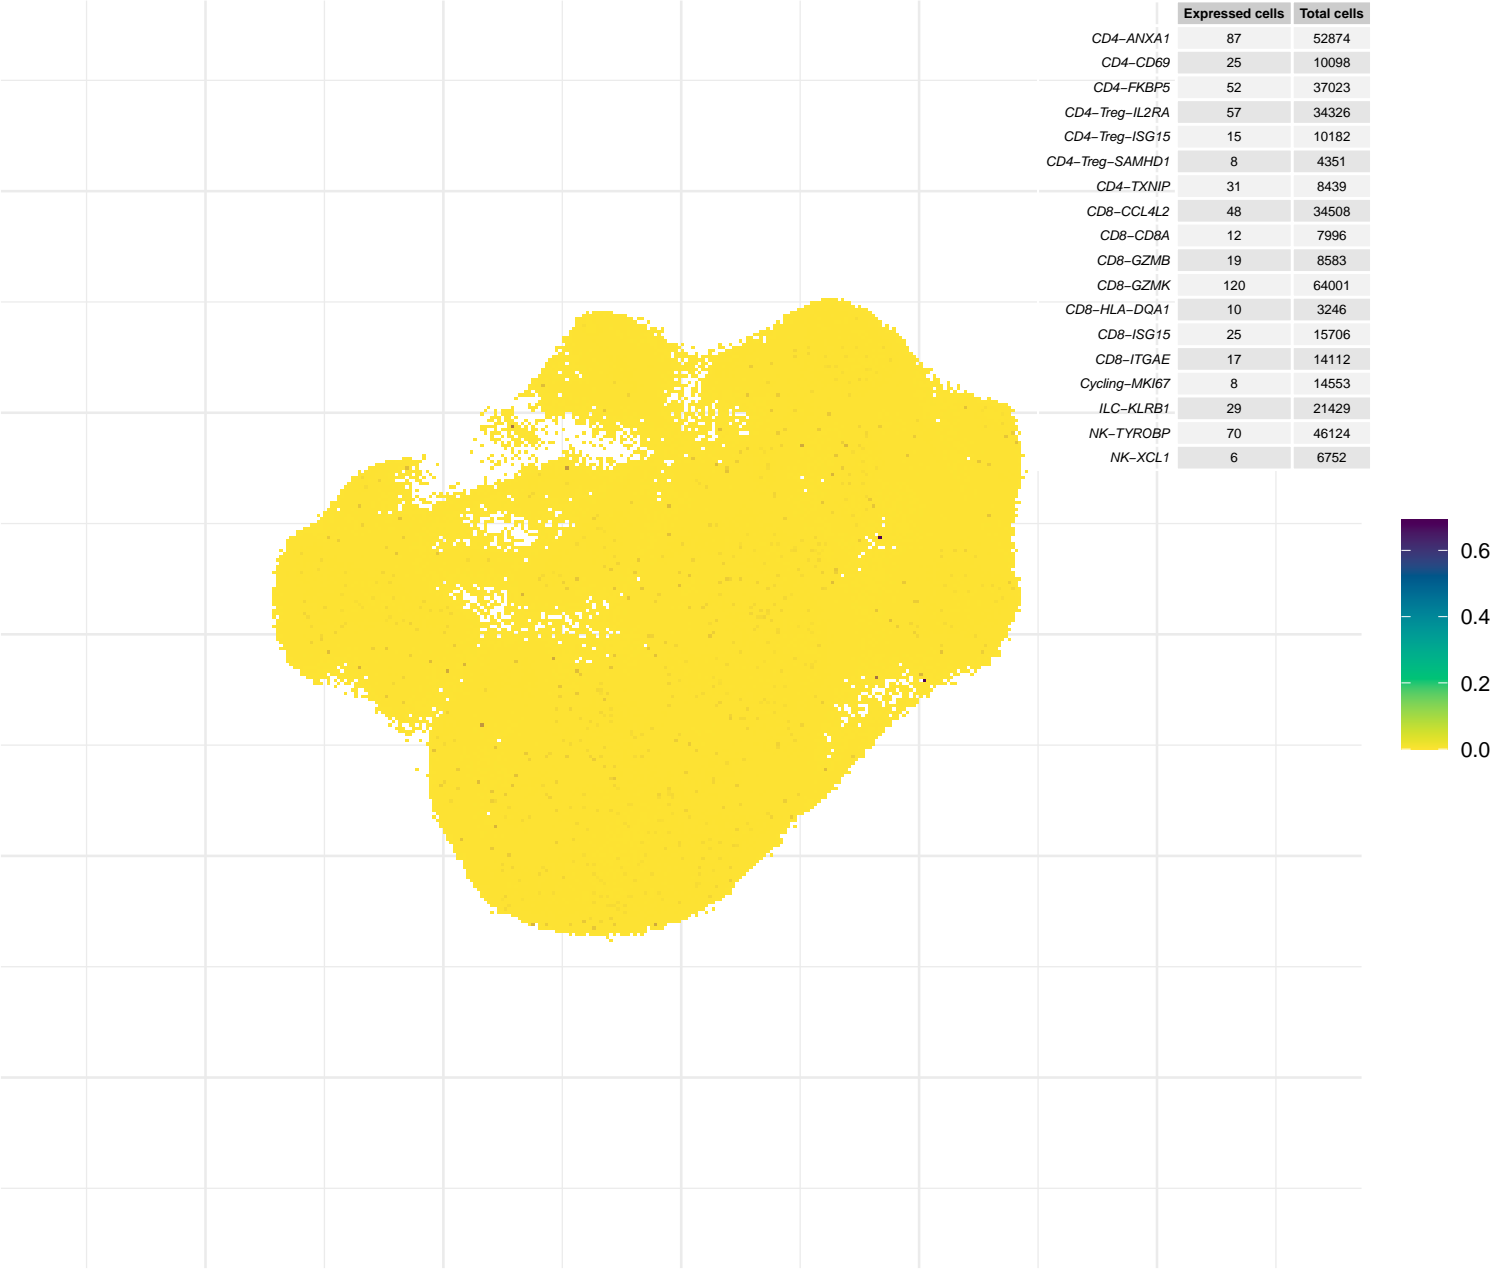 Expressed cells Total cells
CD4−ANXA1 87 52874
CD4−CD69 25 10098
CD4−FKBP5 52 37023
CD4−Treg−IL2RA 57 34326
CD4−Treg−ISG15 15 10182
CD4−Treg−SAMHD1 8 4351
CD4−TXNIP 31 8439
CD8−CCL4L2 48 34508
CD8−CD8A 12 7996
CD8−GZMB 19 8583
CD8−GZMK 120 64001
CD8−HLA−DQA1 10 3246
CD8−ISG15 25 15706
CD8−ITGAE 17 14112
Cycling−MKI67 8 14553
ILC−KLRB1 29 21429
NK−TYROBP 70 46124
NK−XCL1 6 6752
0.6
0.4
0.2
0.0